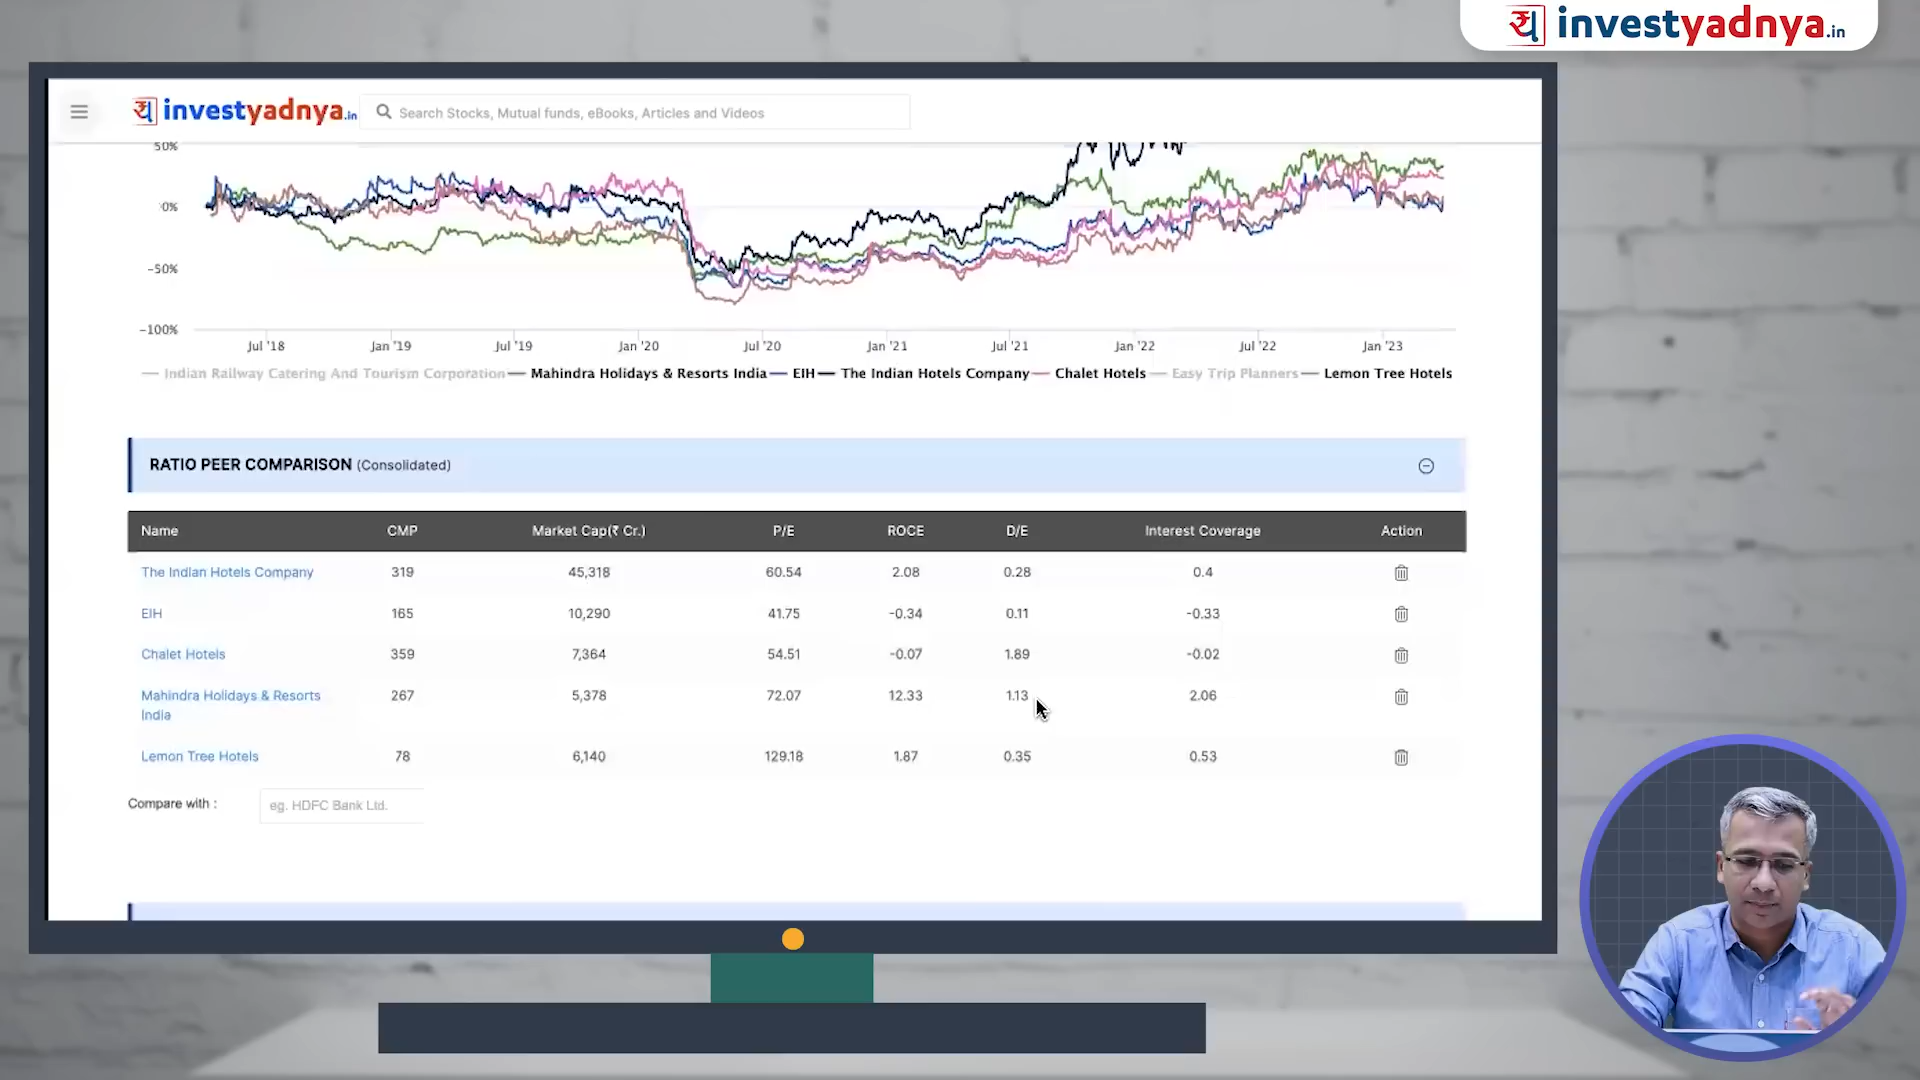 investyadnya.in
investyadnya.in
Search Stocks, Mutual funds, eBooks, Articles and Videos
50%
0%
-50%
-100%
Jul '18 Jan '19 Jul '19 Jan '20 Jul '20 Jan '21 Jul '21 Jan '22 Jul '22 Jan '23
Indian Railway Catering And Tourism Corporation Mahindra Holidays & Resorts India EIH The Indian Hotels Company Chalet Hotels Easy Trip Planners Lemon Tree Hotels
RATIO PEER COMPARISON (Consolidated)
Name CMP Market Cap(₹ Cr.) P/E ROCE D/E Interest Coverage Action
The Indian Hotels Company 319 45,318 60.54 2.08 0.28 0.4
EIH 165 10,290 41.75 -0.34 0.11 -0.33
Chalet Hotels 359 7,364 54.51 -0.07 1.89 -0.02
Mahindra Holidays & Resorts 267 5,378 72.07 12.33 1.13 2.06
India
Lemon Tree Hotels 78 6,140 129.18 1.87 0.35 0.53
Compare with :
eg. HDFC Bank Ltd.